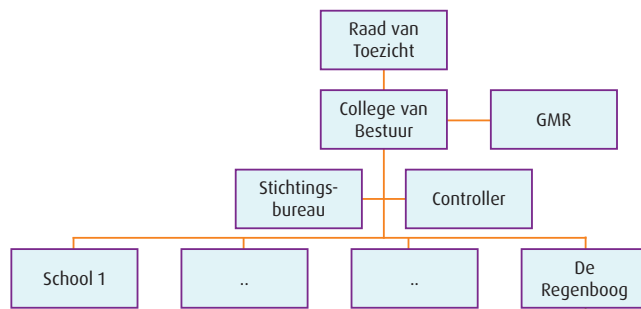 Raad van
Toezicht
College van
Bestuur
GMR
Stichtings-
bureau
Controller
School 1
..
..
De
Regenboog